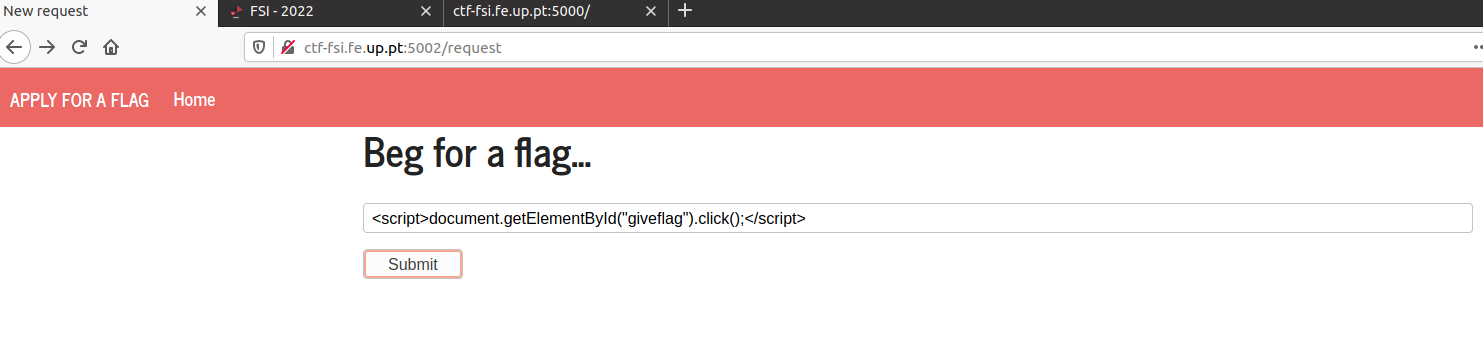 New request FSI - 2022 ctf-fsi.fe.up.pt:5000/
ctf-fsi.fe.up.pt:5002/request
APPLY FOR A FLAG Home
Beg for a flag...
<script>document.getElementById("giveflag").click();</script>
Submit